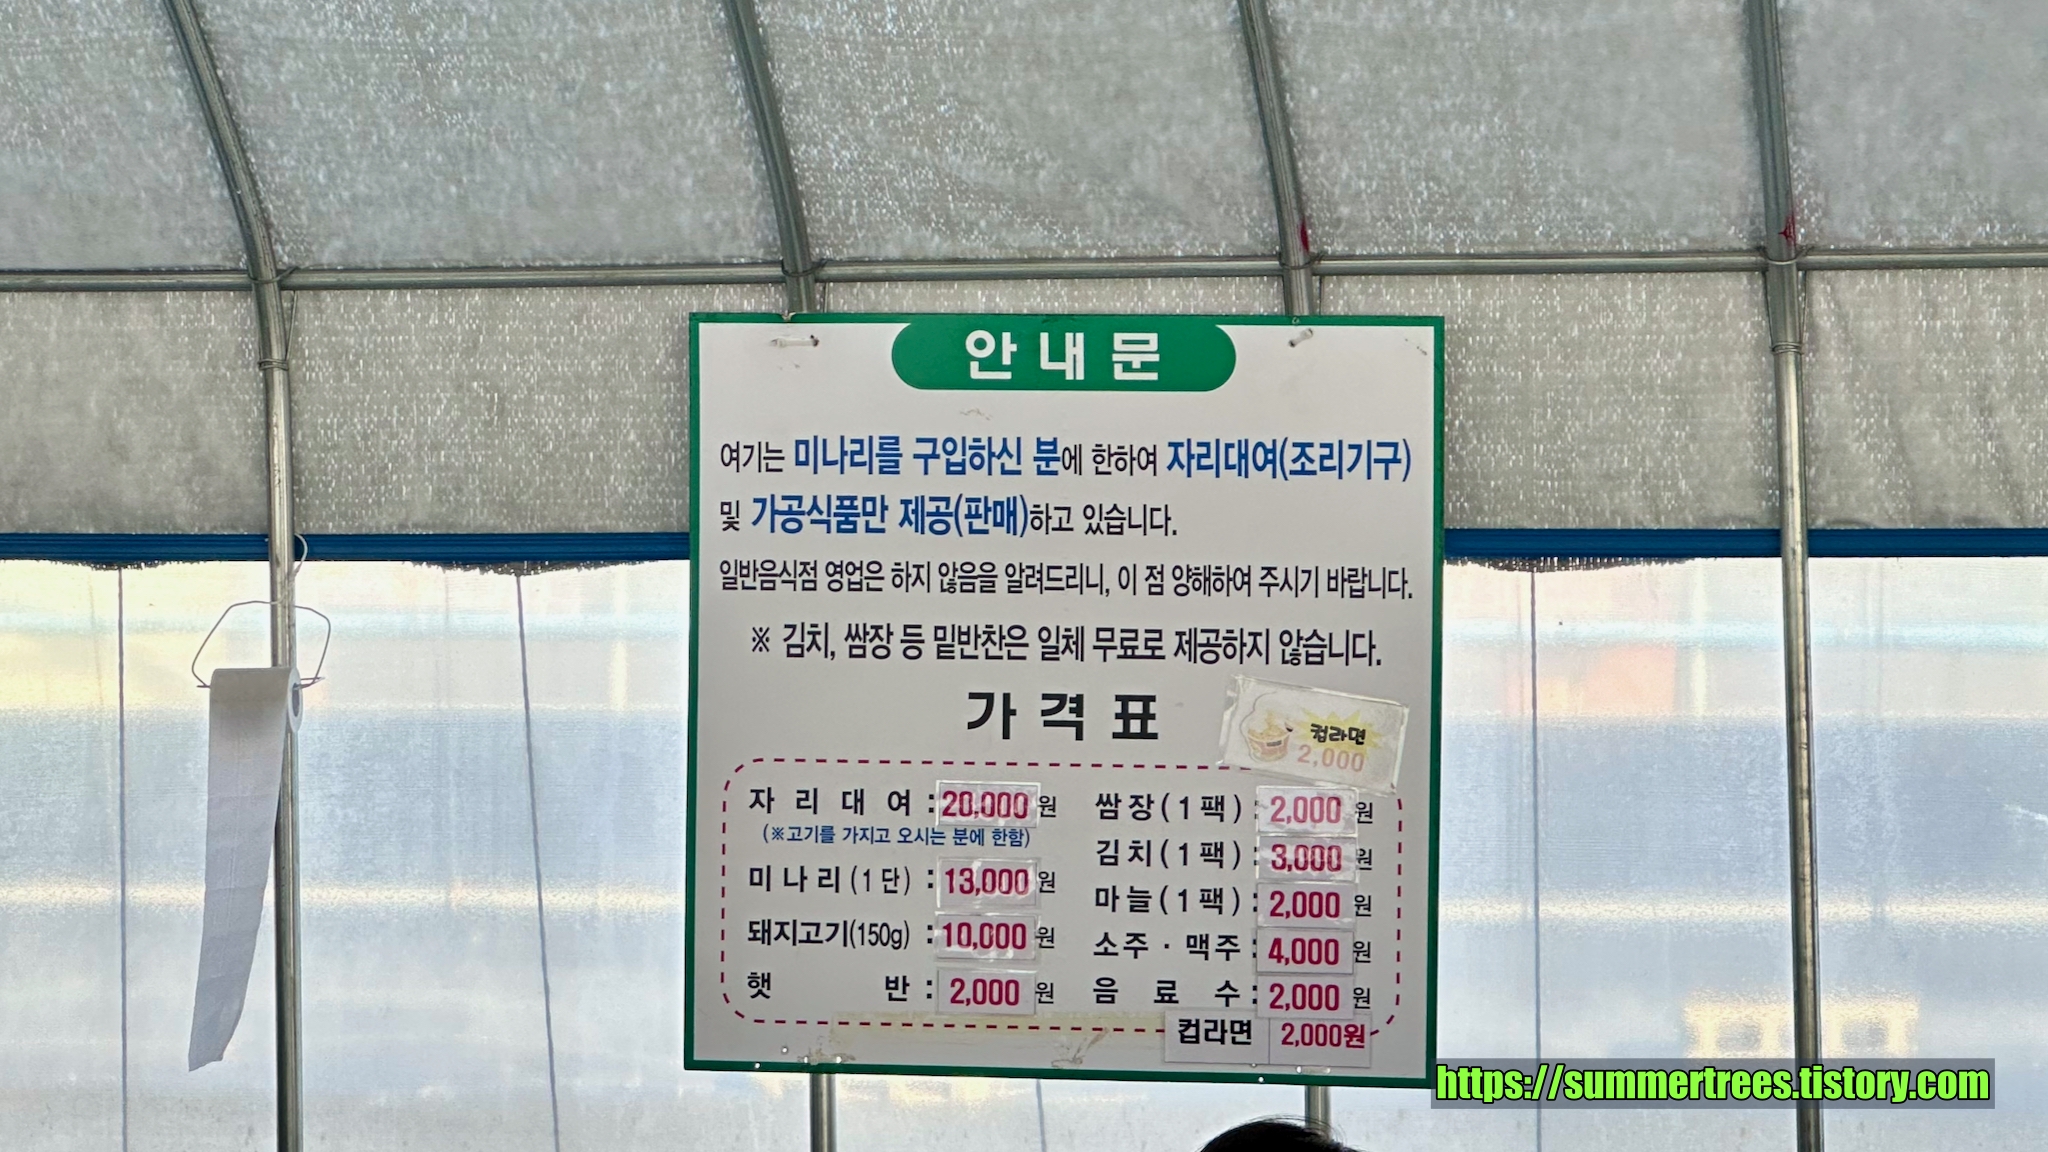 안내문
여기는 미나리를 구입하신 분에 한하여 자리대여(조리기구)
및 가공식품만 제공(판매)하고 있습니다.
일반음식점 영업은 하지 않음을 알려드리니, 이 점 양해하여 주시기 바랍니다.
※ 김치, 쌈장 등 밑반찬은 일체 무료로 제공하지 않습니다.
가격표
컵라면
2,000
자리대여 : 20,000원
(※고기를 가지고 오시는 분에 한함)
미나리(1단) : 13,000원
돼지고기(150g) : 10,000원
햇반 : 2,000원
쌈장(1팩) : 2,000원
김치(1팩) : 3,000원
마늘(1팩) : 2,000원
소주·맥주 : 4,000원
음료수 : 2,000원
컵라면 2,000원
https://summertrees.tistory.com